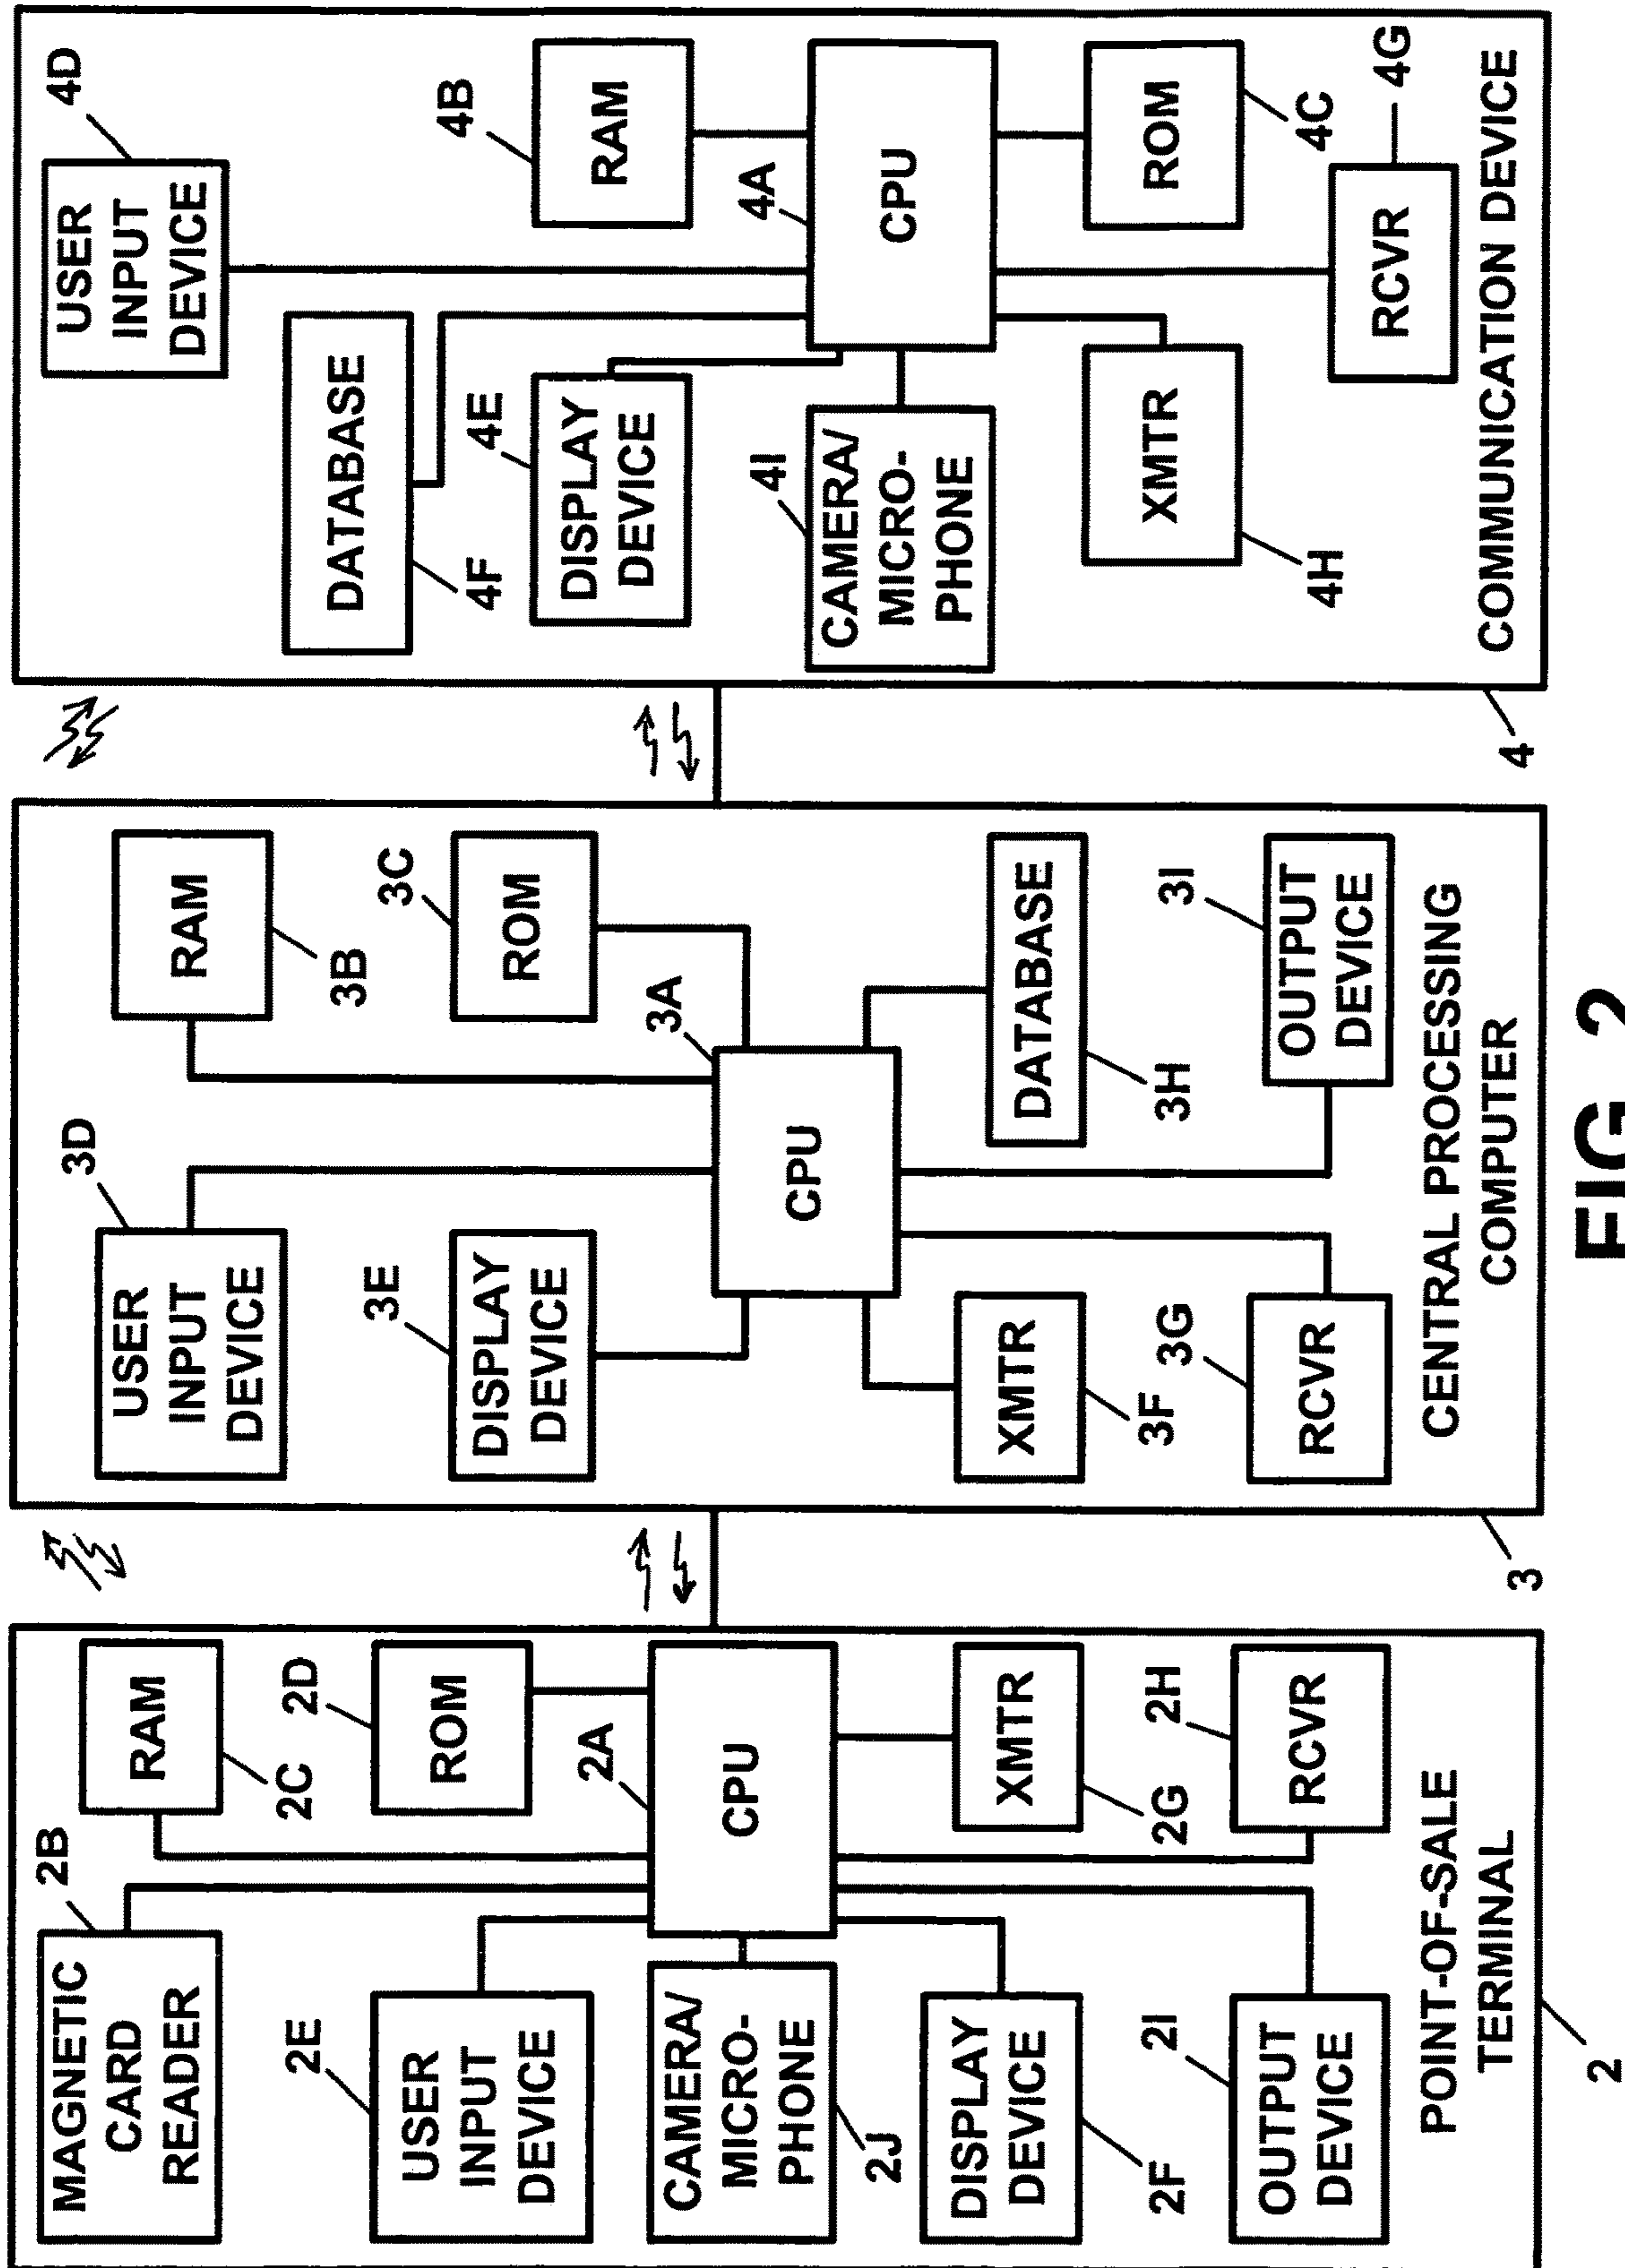 MAGNETIC
CARD
READER
2B
RAM
2C
2E
USER
INPUT
DEVICE
2D
ROM
2A
CPU
CAMERA/
MICRO-
PHONE
2J
DISPLAY
DEVICE
2F
XMTR
2G
2I
OUTPUT
DEVICE
2H
RCVR
POINT-OF-SALE
TERMINAL
2
3D
USER
INPUT
DEVICE
RAM
3B
3E
DISPLAY
DEVICE
3C
ROM
3A
CPU
XMTR
3F
DATABASE
3H
3G
RCVR
3I
OUTPUT
DEVICE
CENTRAL PROCESSING
COMPUTER
3
4D
USER
INPUT
DEVICE
DATABASE
4F
4E
DISPLAY
DEVICE
4B
RAM
4A
CPU
4I
CAMERA/
MICRO-
PHONE
XMTR
4H
ROM
4C
RCVR
4G
COMMUNICATION DEVICE
4
FIG 2